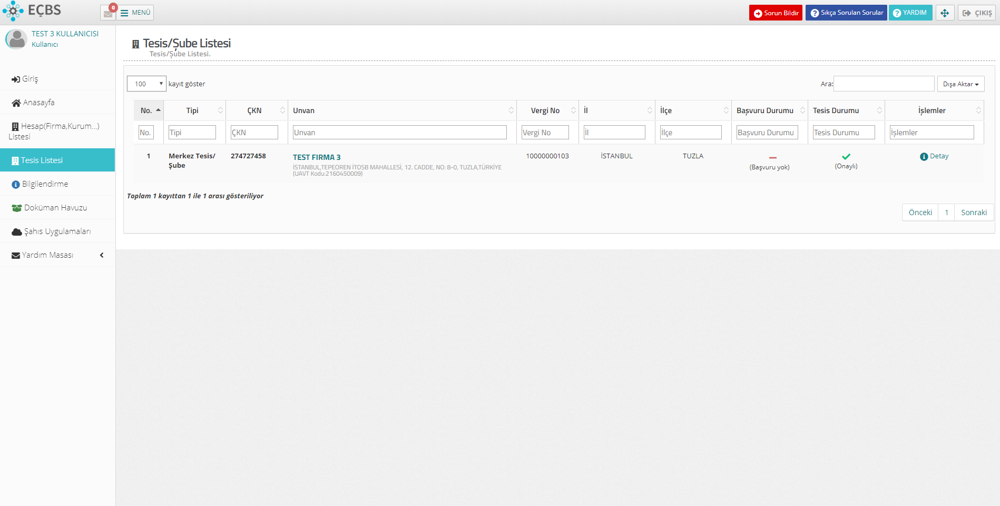 EÇBS
0
MENÜ
Sorun Bildir
Sıkça Sorulan Sorular
YARDIM
ÇIKIŞ
TEST 3 KULLANICISI
Kullanıcı
Giriş
Anasayfa
Hesap(Firma,Kurum...)
Listesi
Tesis Listesi
Bilgilendirme
Doküman Havuzu
Şahıs Uygulamaları
Yardım Masası
Tesis/Şube Listesi
Tesis/Şube Listesi.
100 kayıt göster
Ara:
Dışa Aktar
No. Tipi ÇKN Unvan Vergi No İl İlçe Başvuru Durumu Tesis Durumu İşlemler
No. Tipi ÇKN Unvan Vergi No İl İlçe Başvuru Durumu Tesis Durumu İşlemler
1
Merkez Tesis/
Şube
274727458
TEST FIRMA 3
İSTANBUL,TEPEOREN İTOSB MAHALLESİ, 12. CADDE, NO: 8-0, TUZLA,TÜRKİYE
(UAVT Kodu:2160450009)
10000000103
İSTANBUL
TUZLA
(Başvuru yok)
(Onaylı)
Detay
Toplam 1 kayıttan 1 ile 1 arası gösteriliyor
Önceki 1 Sonraki